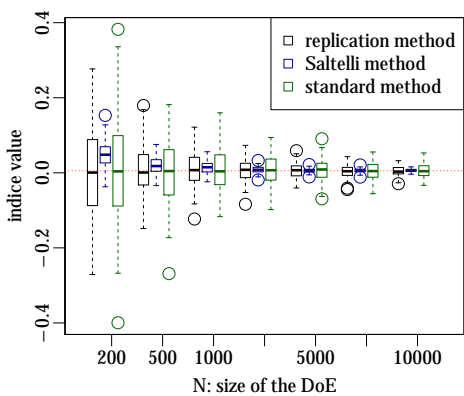 0.4
replication method
Saltelli method
standard method
0.2
0.0
−0.2
−0.4
indice value
200 500 1000 5000 10000
N: size of the DoE